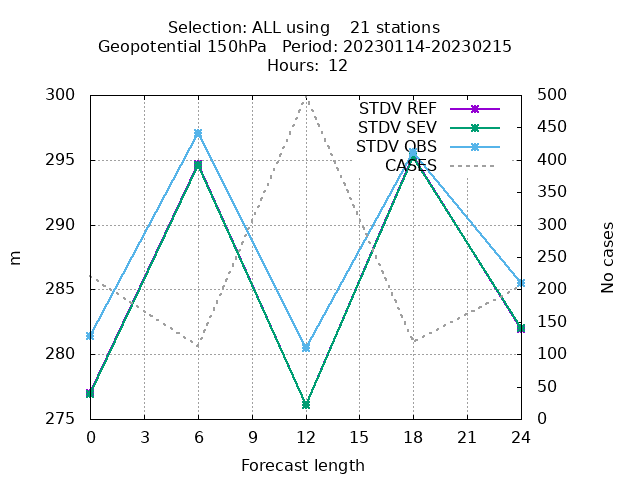 Selection: ALL using    21 stations
Geopotential 150hPa   Period: 20230114-20230215
Hours:  12
300
295
290
285
280
275
m
500
450
400
350
300
250
200
150
100
50
0
No cases
STDV REF
STDV SEV
STDV OBS
CASES
0 3 6 9 12 15 18 21 24
Forecast length